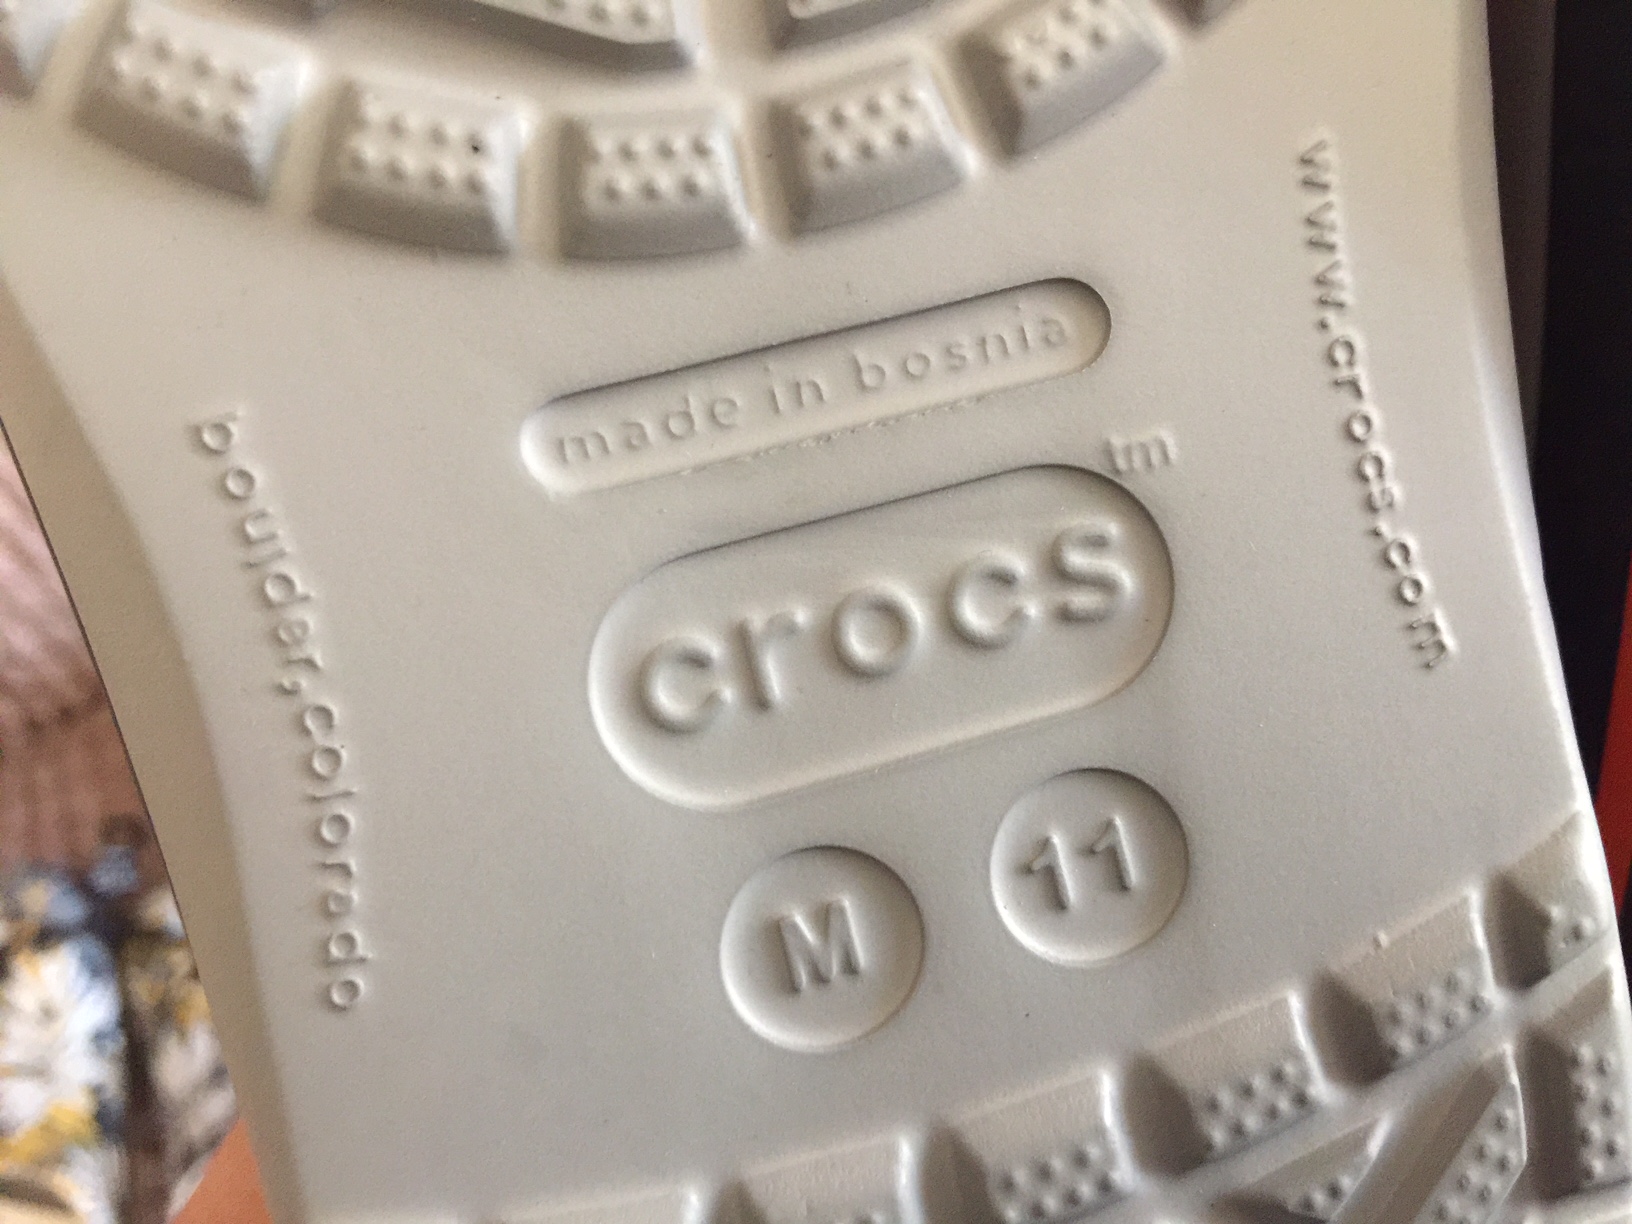 made in bosnia
tm
crocs
M
11
boulder,colorado
www.crocs.com